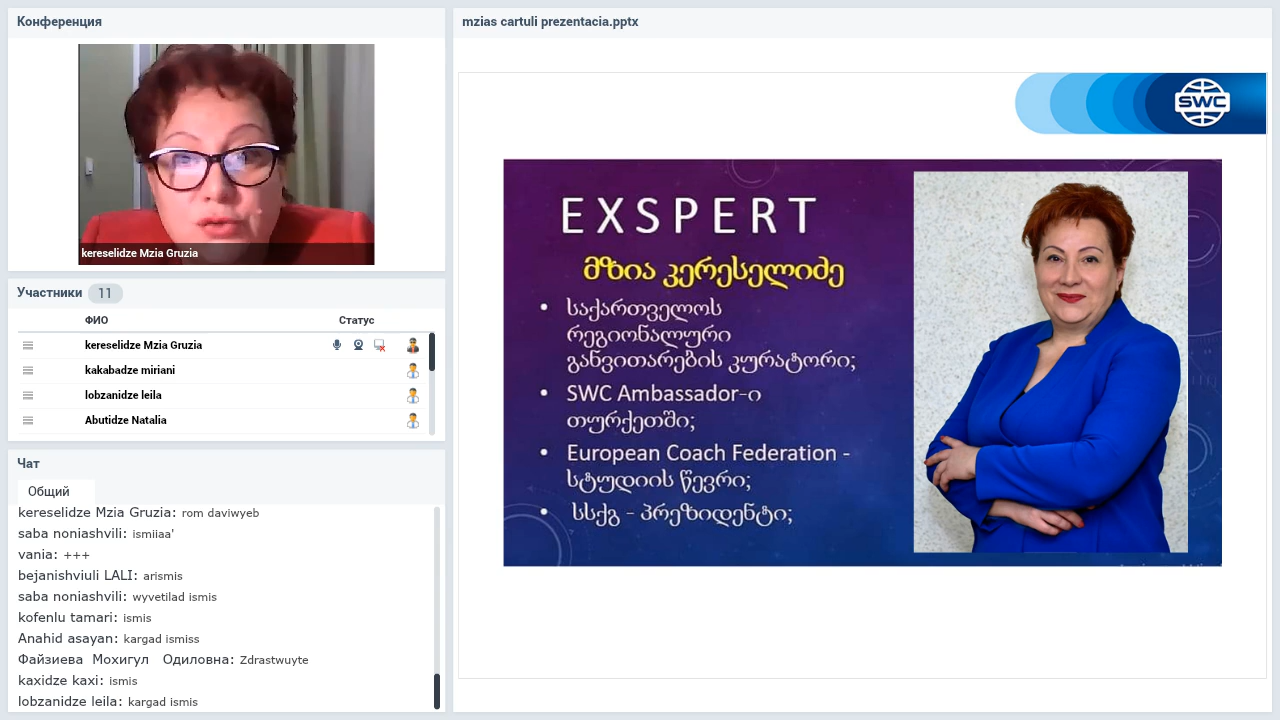 Конференция
kereselidze Mzia Gruzia
Участники 11
ФИО Статус
kereselidze Mzia Gruzia
kakabadze miriani
lobzanidze leila
Abutidze Natalia
Чат
Общий
kereselidze Mzia Gruzia: rom daviwyeb
saba noniashvili: ismiiaa'
vania: +++
bejanishviuli LALI: arismis
saba noniashvili: wyvetilad ismis
kofenlu tamari: ismis
Anahid asayan: kargad ismiss
Файзиева Мохигул Одиловна: Zdrastwuyte
kaxidze kaxi: ismis
lobzanidze leila: kargad ismis
mzias cartuli prezentacia.pptx
SWC
EXSPERT
მზია კერესელიძე
• საქართველოს
რეგიონალური
განვითარების კურატორი;
• SWC Ambassador-ი
თურქეთში;
• European Coach Federation -
სტუდიის წევრი;
• სსქგ - პრეზიდენტი;